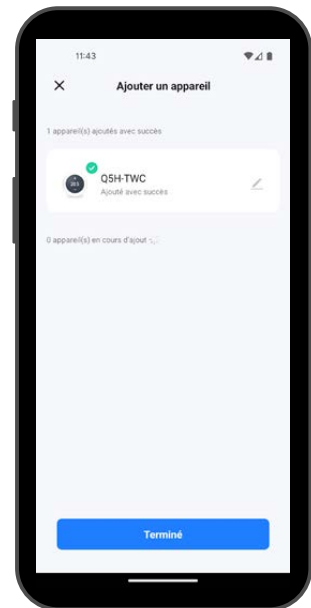 11:43
Ajouter un appareil
1 appareil(s) ajoutés avec succès
Q5H-TWC
Ajouté avec succès
0 appareil(s) en cours d'ajout
Terminé